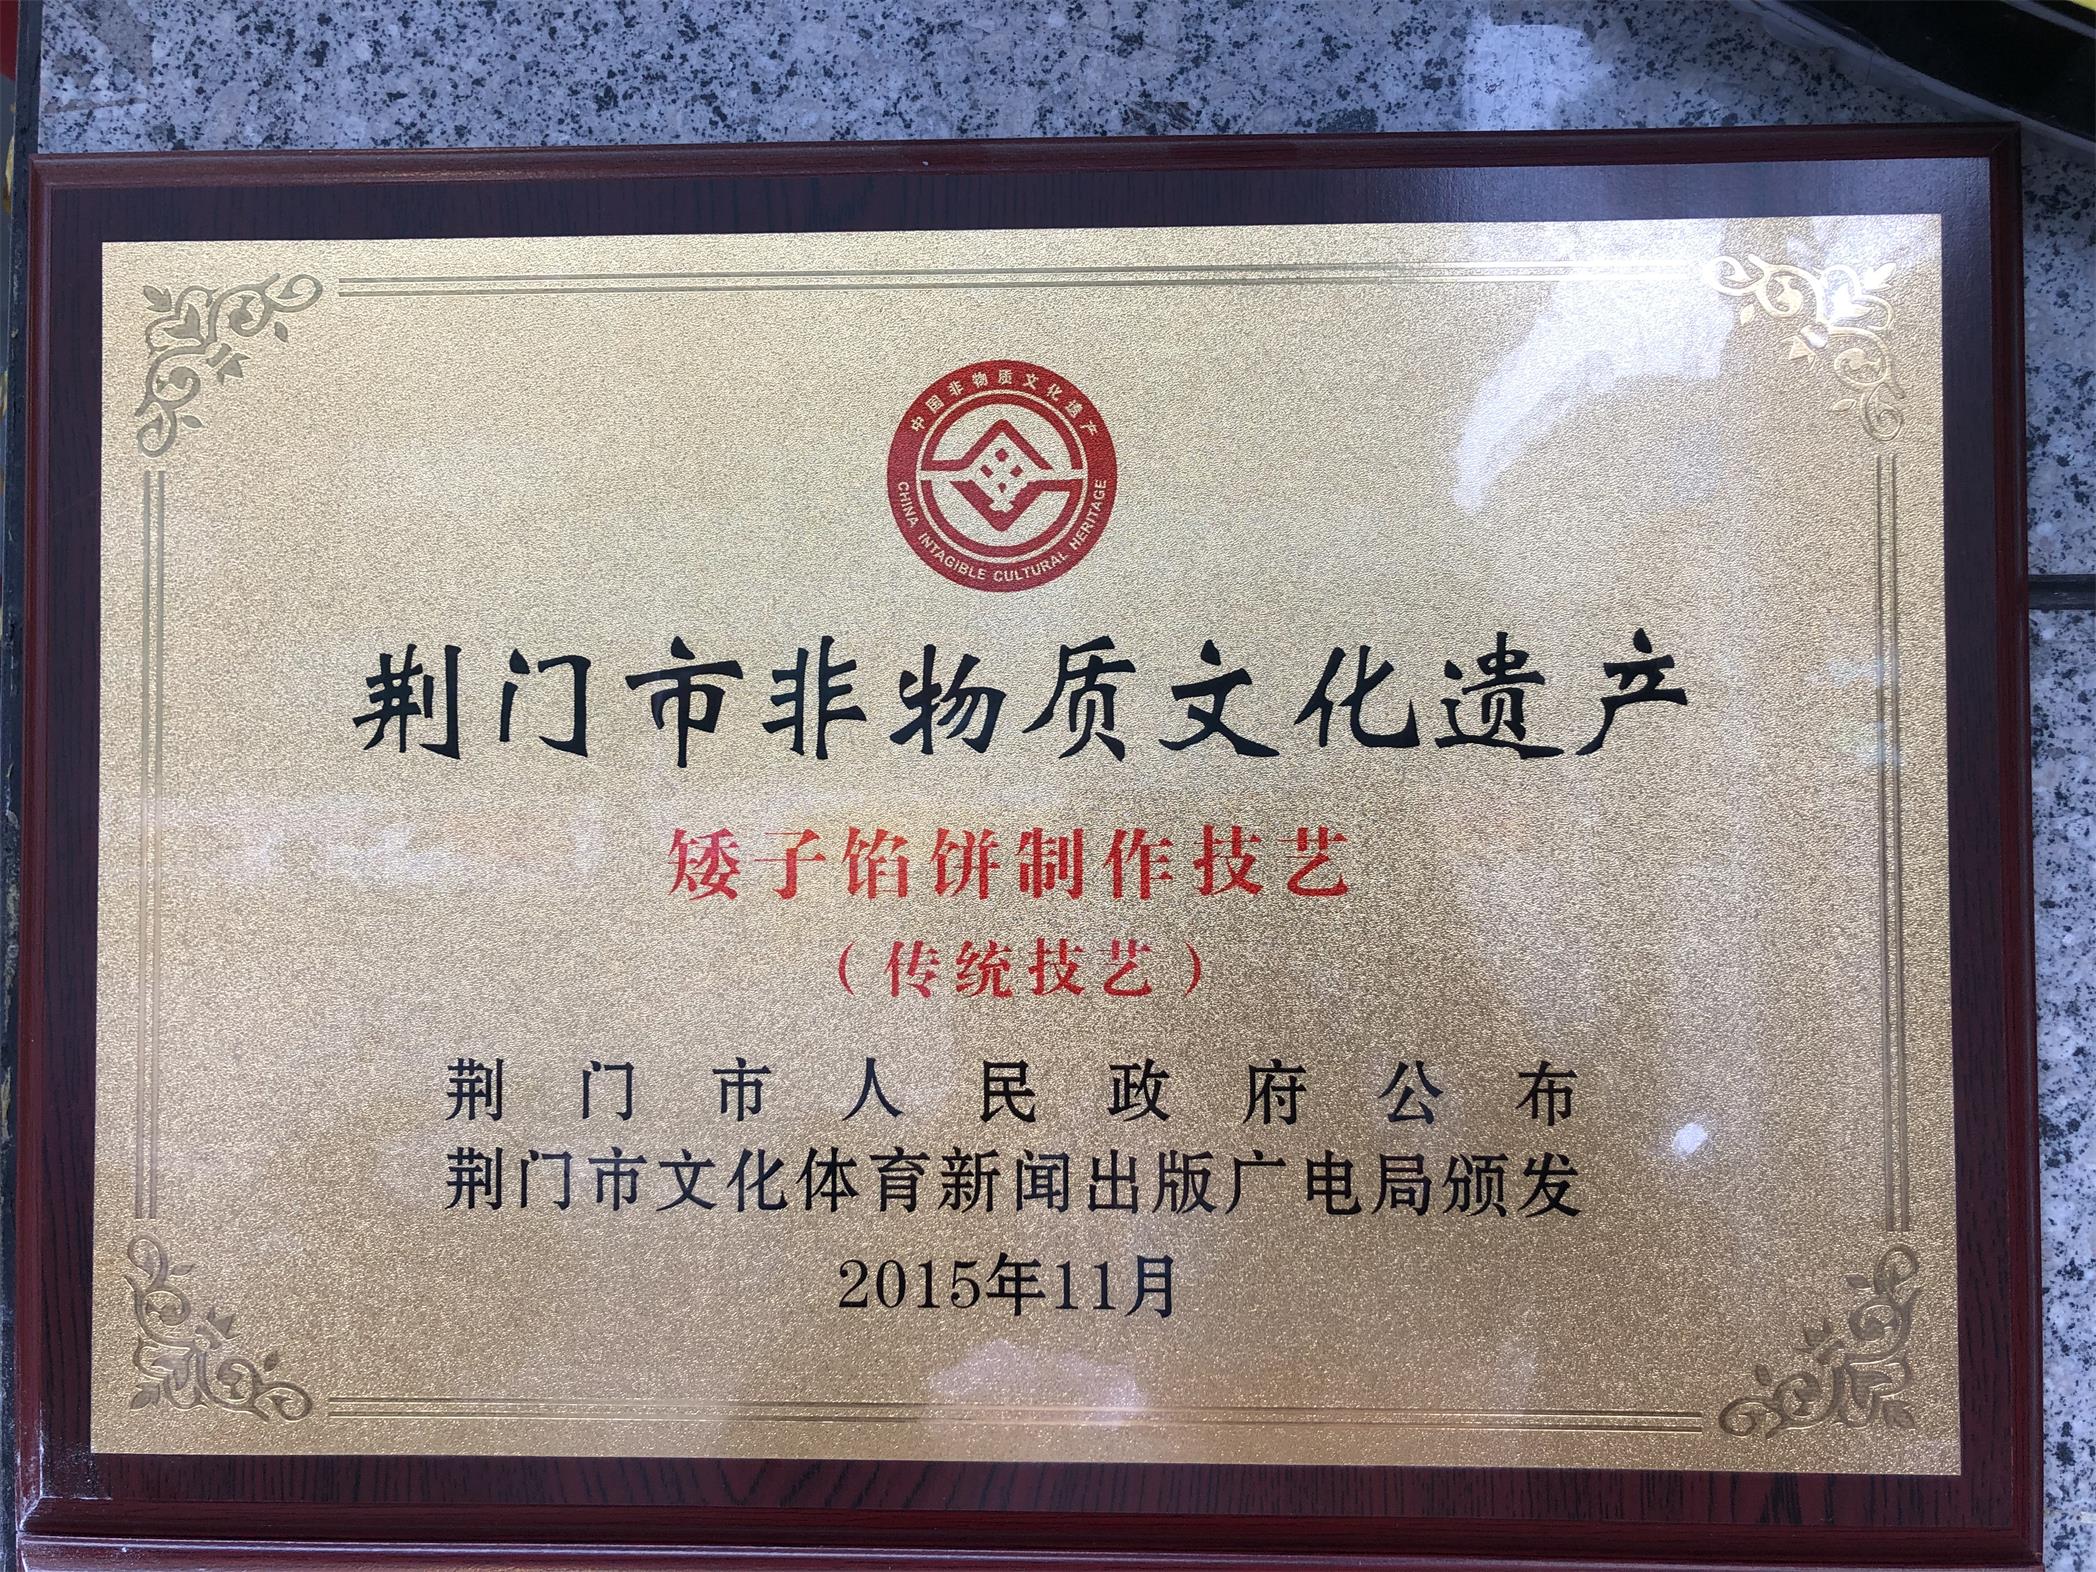 中国非物质文化遗产
CHINA INTAGIBLE CULTURAL HERITAGE
荆门市非物质文化遗产
矮子馅饼制作技艺
（传统技艺）
荆门市人民政府公布
荆门市文化体育新闻出版广电局颁发
2015年11月